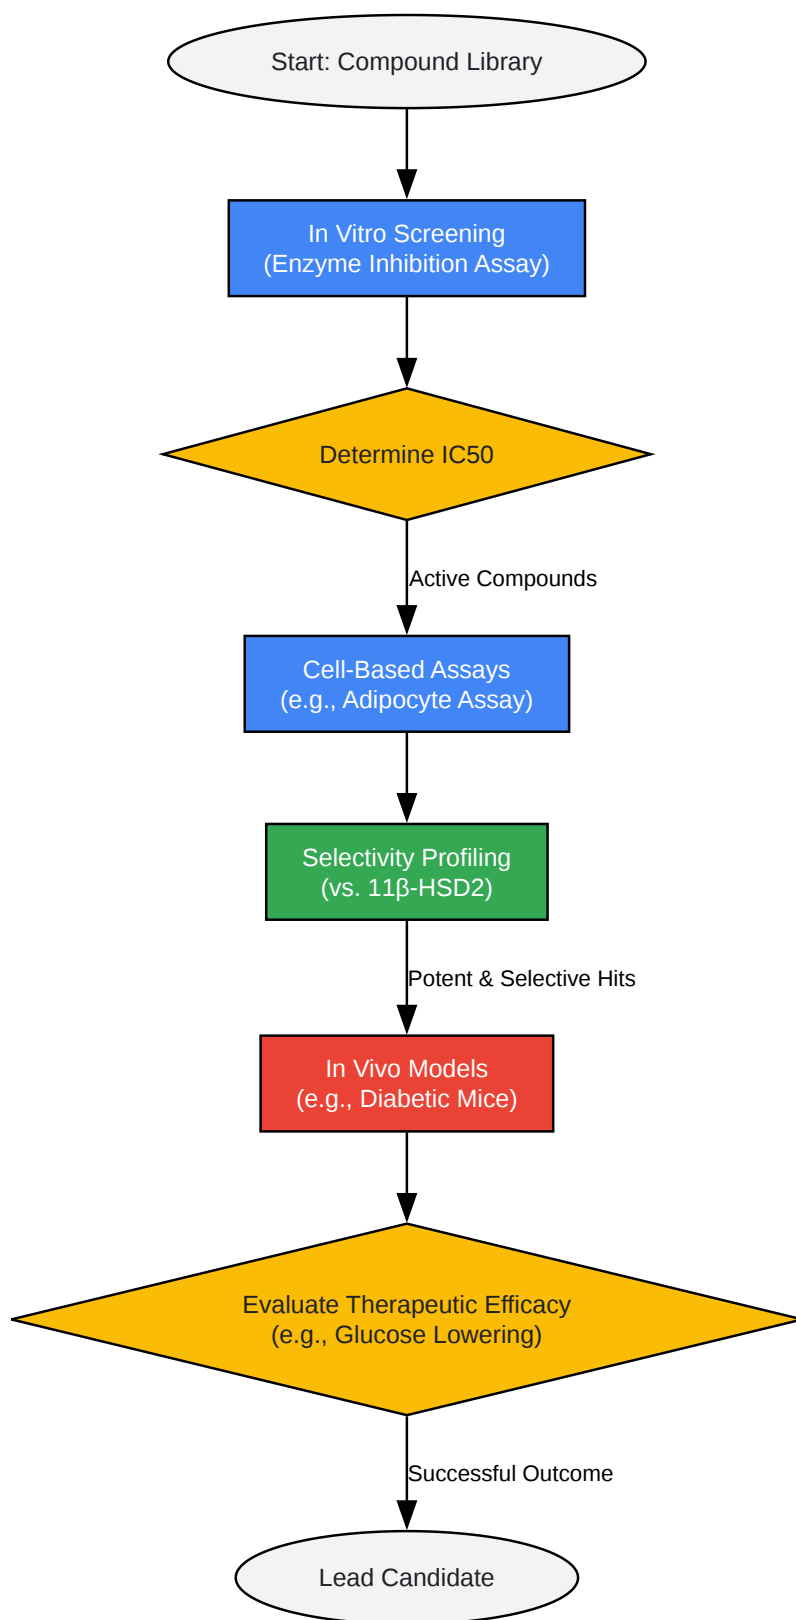 Start: Compound Library
In Vitro Screening
(Enzyme Inhibition Assay)
Determine IC50
Active Compounds
Cell-Based Assays
(e.g., Adipocyte Assay)
Selectivity Profiling
(vs. 11β-HSD2)
Potent & Selective Hits
In Vivo Models
(e.g., Diabetic Mice)
Evaluate Therapeutic Efficacy
(e.g., Glucose Lowering)
Successful Outcome
Lead Candidate